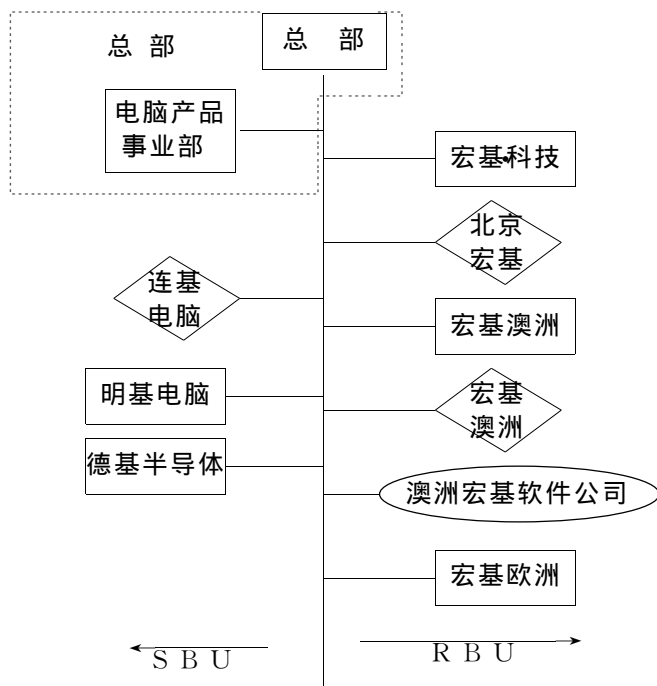 总 部
总 部
电脑产品
事业部
宏基科技
北京
宏基
连基
电脑
宏基澳洲
明基电脑
宏基
澳洲
德基半导体
澳洲宏基软件公司
宏基欧洲
SBU
RBU